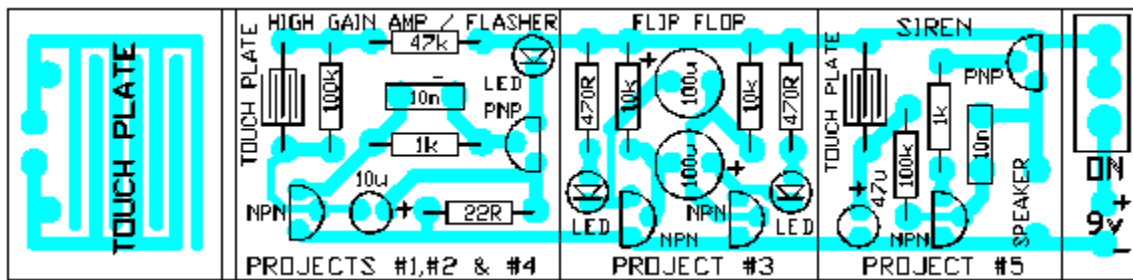 TOUCH PLATE
HIGH GAIN AMP / FLASHER
TOUCH PLATE
47k
100k
10n
1k
10u
+
22R
LED
PNP
NPN
PROJECTS #1,#2 & #4
FLIP FLOP
470R
10k
+
100u
100u
+
10k
470R
LED
NPN
NPN
LED
PROJECT #3
SIREN
TOUCH PLATE
PNP
1k
10n
100k
+
47u
NPN
SPEAKER
PROJECT #5
ON
+
9v
-